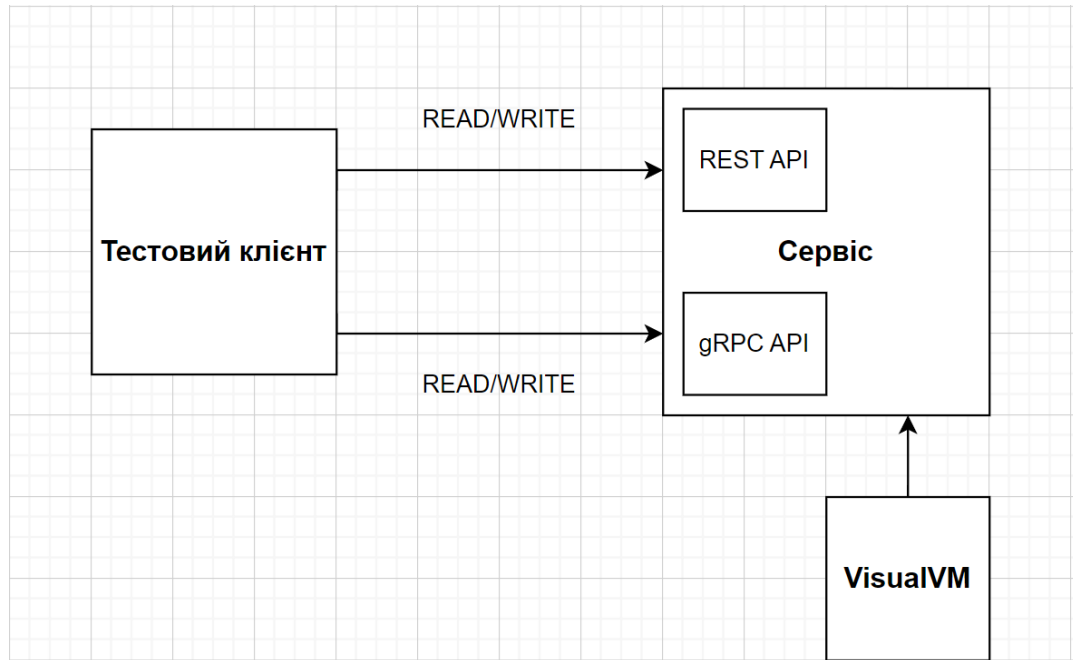 READ/WRITE
REST API
Тестовий клієнт
Сервіс
gRPC API
READ/WRITE
VisualVM